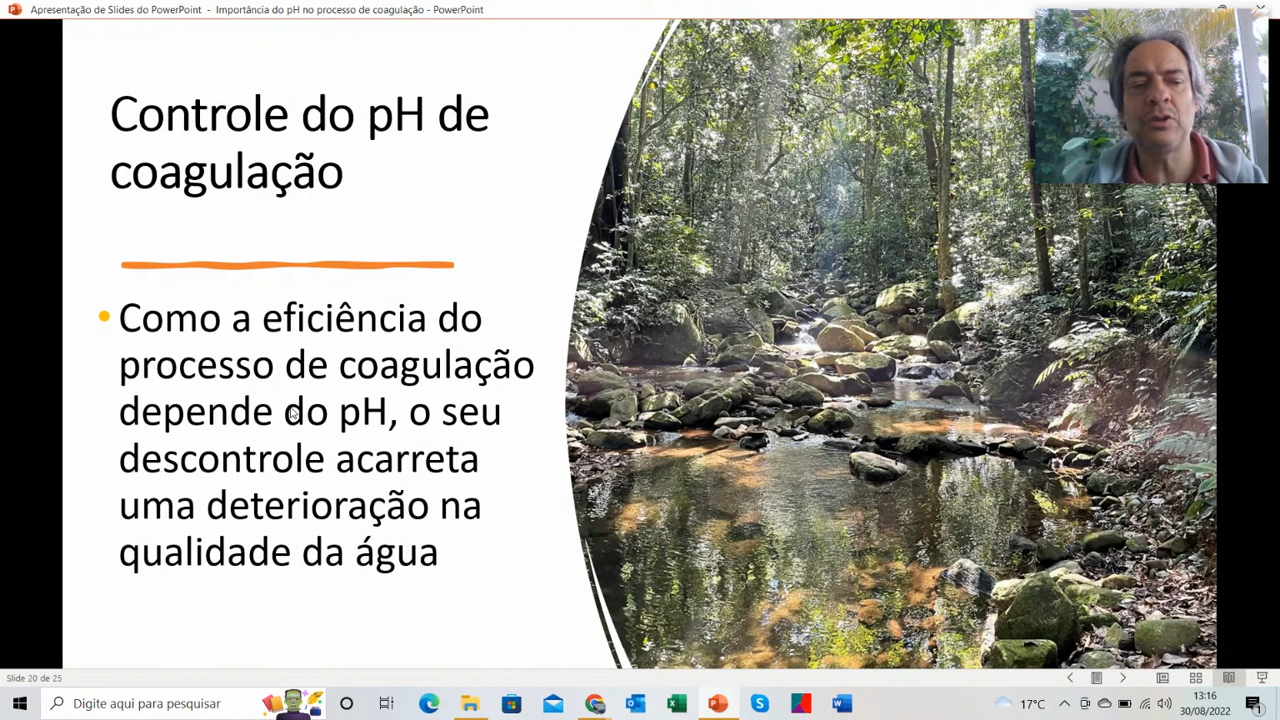 Apresentação de Slides do PowerPoint - Importância do pH no processo de coagulação - PowerPoint
Controle do pH de
coagulação
• Como a eficiência do
processo de coagulação
depende do pH, o seu
descontrole acarreta
uma deterioração na
qualidade da água
Slide 20 de 25
Digite aqui para pesquisar
17°C
13:16
30/08/2022
1